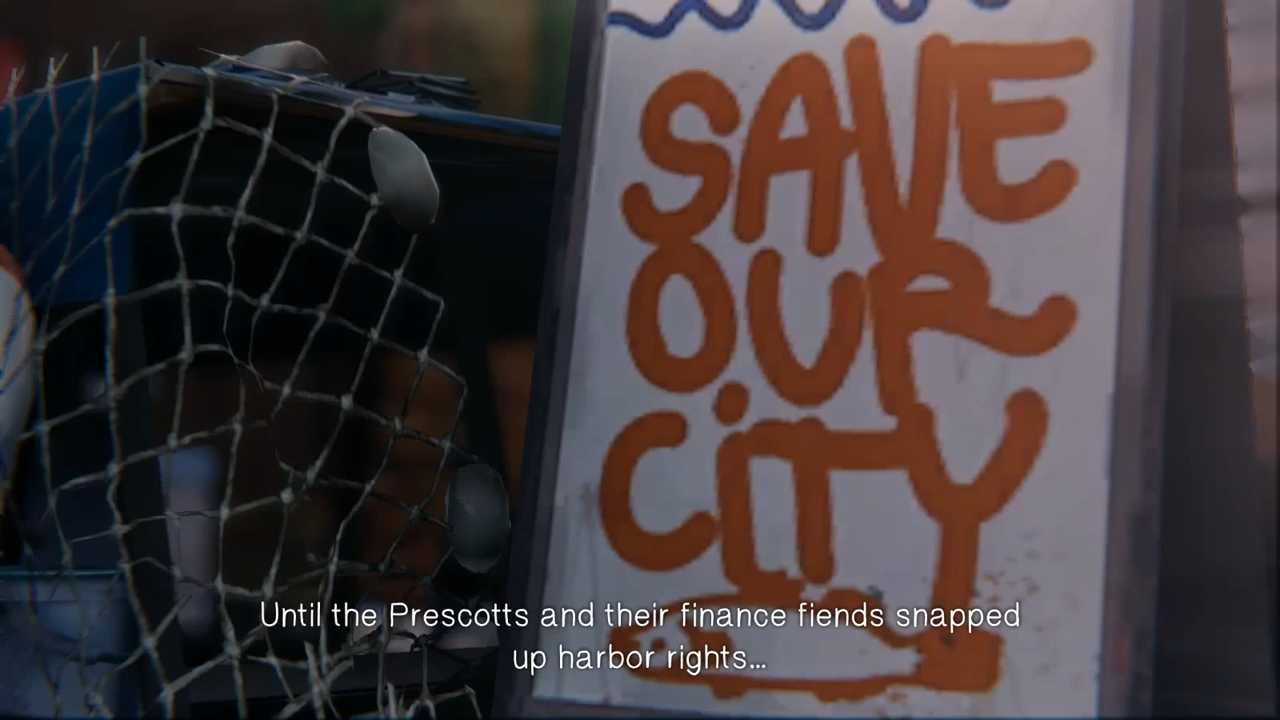 SAVE
OUR
CITY
Until the Prescotts and their finance fiends snapped
up harbor rights...